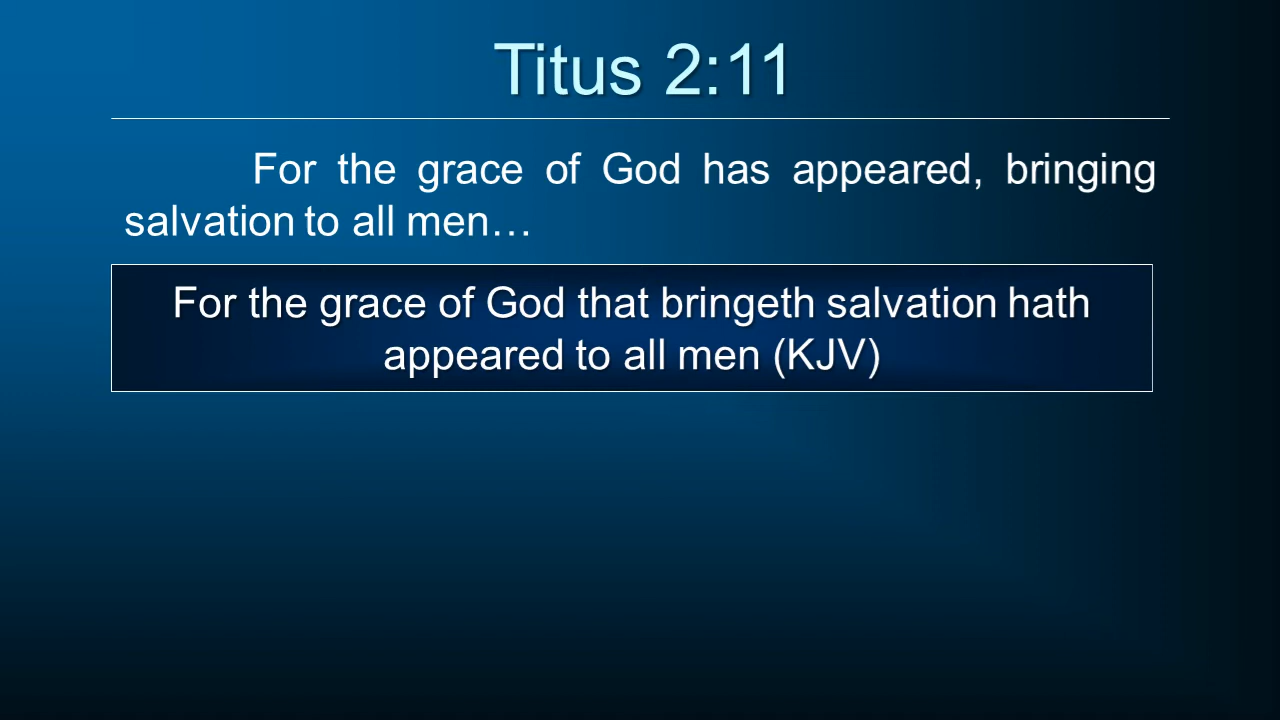 Titus 2:11
For the grace of God has appeared, bringing
salvation to all men…
For the grace of God that bringeth salvation hath
appeared to all men (KJV)